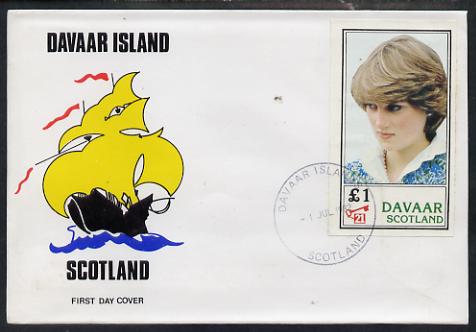 DAVAAR ISLAND
SCOTLAND
FIRST DAY COVER
£1
21
DAVAAR
SCOTLAND
DAVAAR ISLAND
- 1 JUL
SCOTLAND